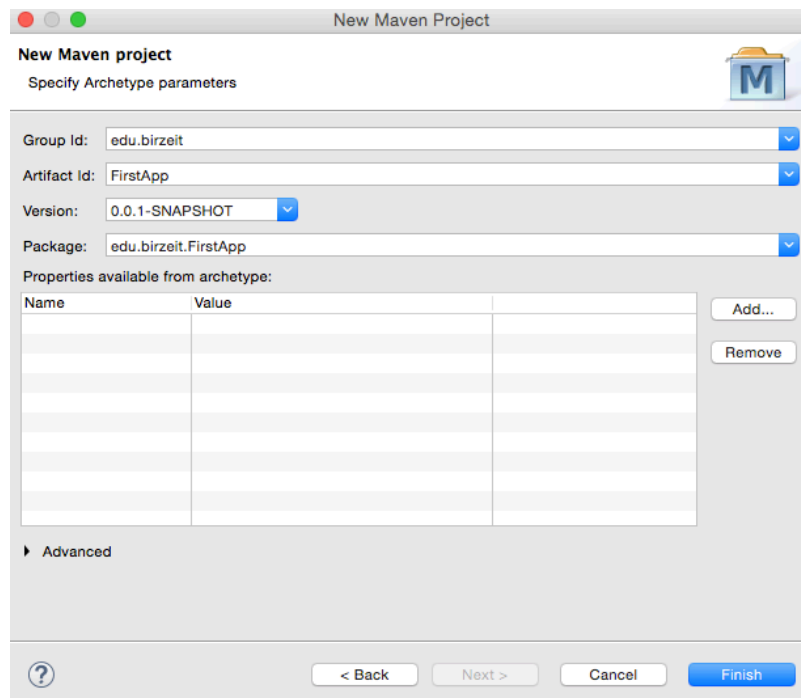 New Maven Project
New Maven project
Specify Archetype parameters
M
Group Id: edu.birzeit
Artifact Id: FirstApp
Version: 0.0.1-SNAPSHOT
Package: edu.birzeit.FirstApp
Properties available from archetype:
Name Value
Add...
Remove
Advanced
? < Back Next > Cancel Finish